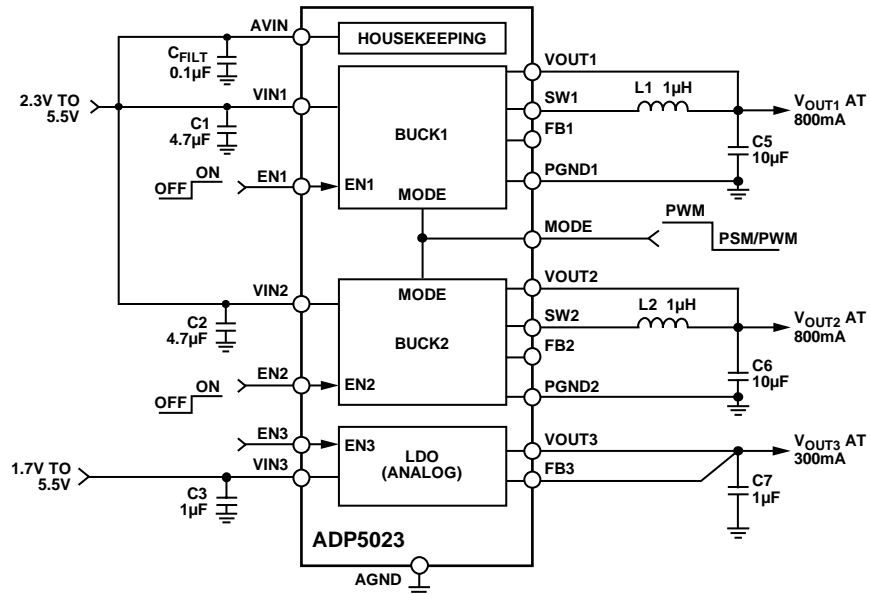 AVIN
HOUSEKEEPING
CFILT
0.1µF
VOUT1
L1 1µH
2.3V TO
5.5V
VIN1
SW1
VOUT1 AT
800mA
C1
4.7µF
BUCK1
FB1
C5
10µF
OFF
ON
EN1
EN1
PGND1
MODE
MODE
PWM
PSM/PWM
VIN2
MODE
VOUT2
L2 1µH
C2
4.7µF
BUCK2
SW2
VOUT2 AT
800mA
FB2
OFF
ON
EN2
EN2
PGND2
C6
10µF
EN3
EN3
VOUT3
VOUT3 AT
300mA
1.7V TO
5.5V
VIN3
LDO
(ANALOG)
FB3
C3
1µF
C7
1µF
ADP5023
AGND